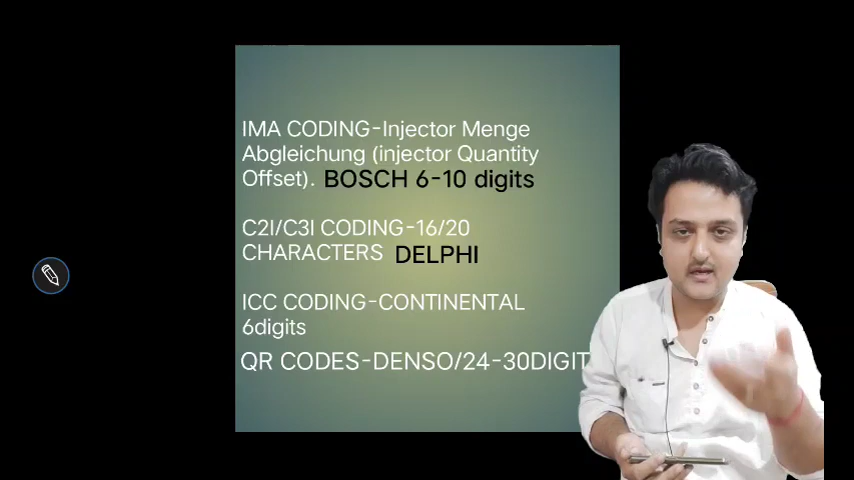 IMA CODING-Injector Menge
Abgleichung (injector Quantity
Offset). BOSCH 6-10 digits
C2I/C3I CODING-16/20
CHARACTERS DELPHI
ICC CODING-CONTINENTAL
6digits
QR CODES-DENSO/24-30DIGIT